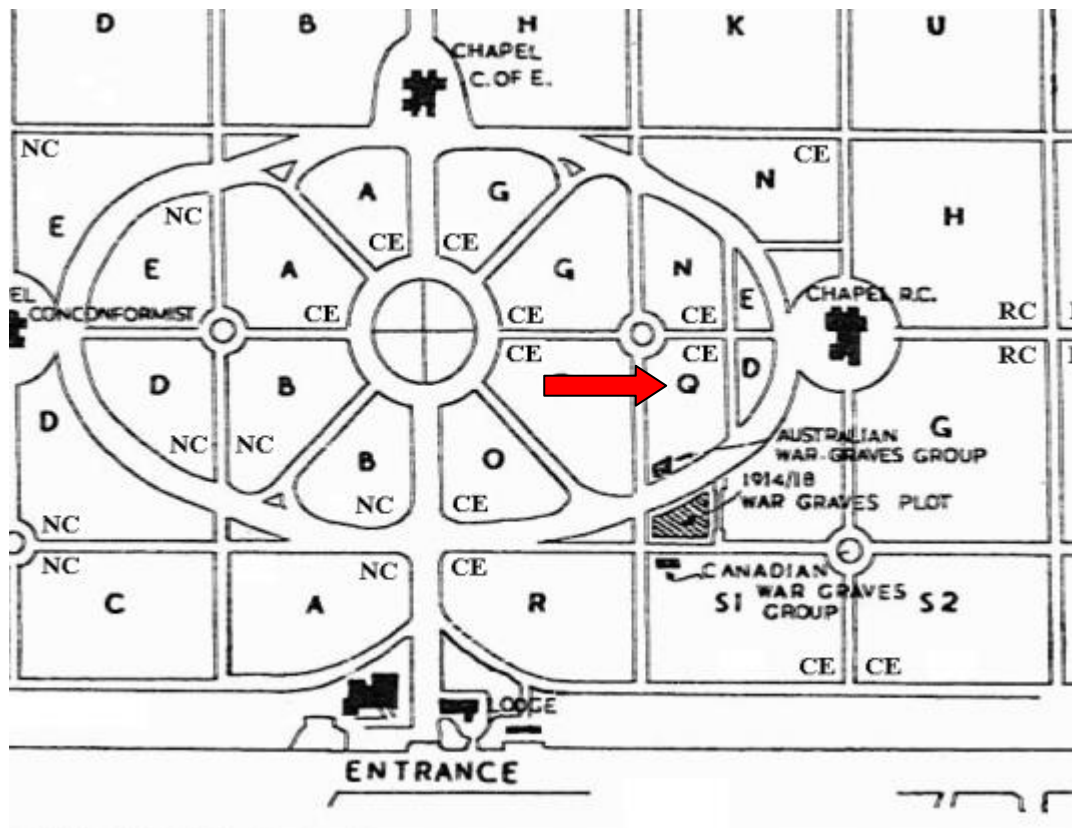 D B H K U
CHAPEL
C. OF E.
NC CE
A G N
E NC H
CE CE
E A G N
E
CHAPEL R.C.
CONCONFORMIST CE CE CE RC
CE CE RC
D B Q D
D G
NC NC B O AUSTRALIAN
WAR GRAVES GROUP
1914/18
NC CE WAR GRAVES PLOT
NC
NC NC CE
CANADIAN
C A R S1 WAR GRAVES S2
GROUP
CE CE
LODGE
ENTRANCE